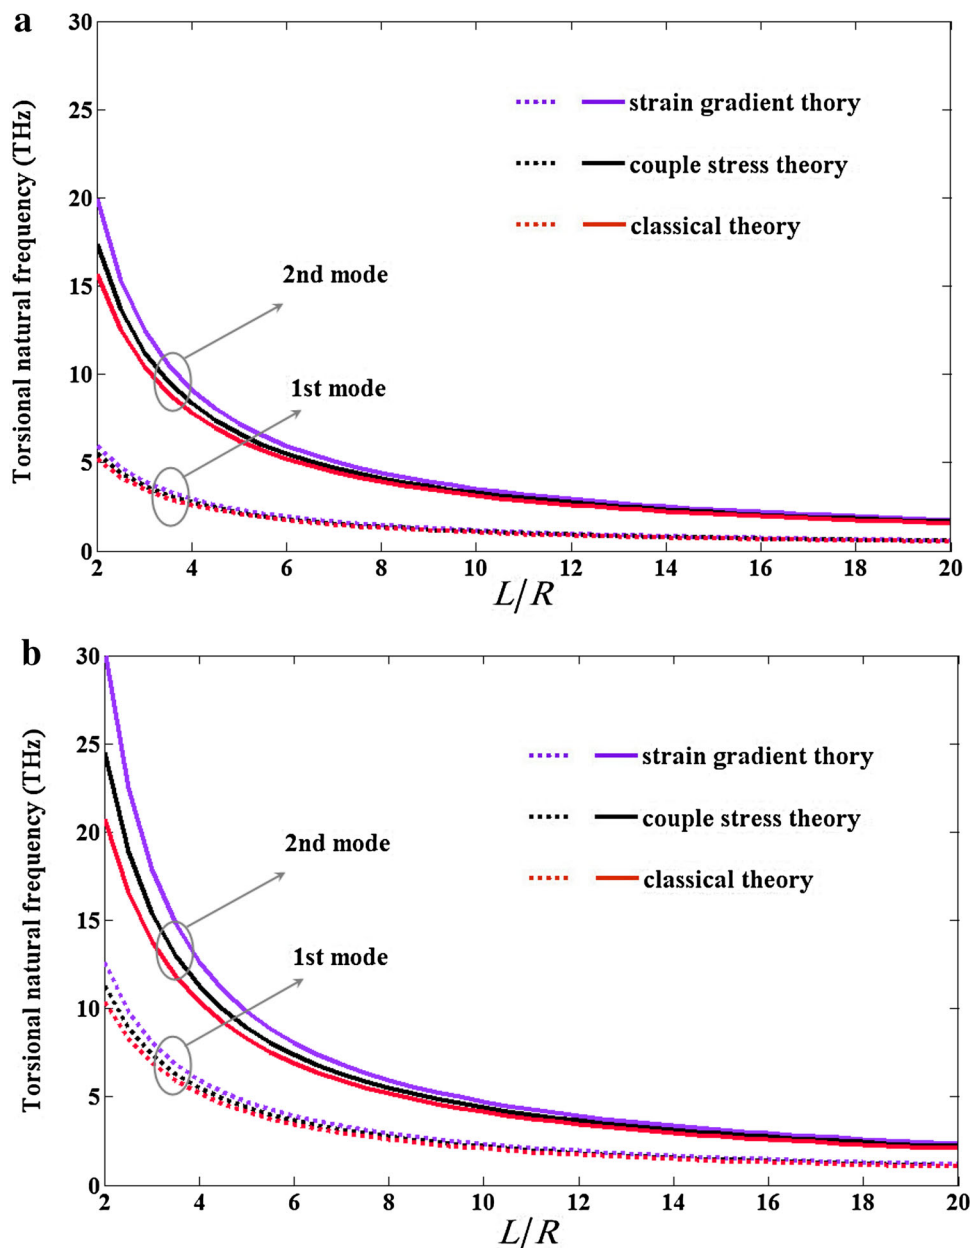 a
30
25
20
15
10
5
0
Torsional natural frequency (THz)
strain gradient thory
couple stress theory
classical theory
2nd mode
1st mode
2 4 6 8 10 12 14 16 18 20
L/R
b
30
25
20
15
10
5
0
Torsional natural frequency (THz)
strain gradient thory
couple stress theory
classical theory
2nd mode
1st mode
2 4 6 8 10 12 14 16 18 20
L/R